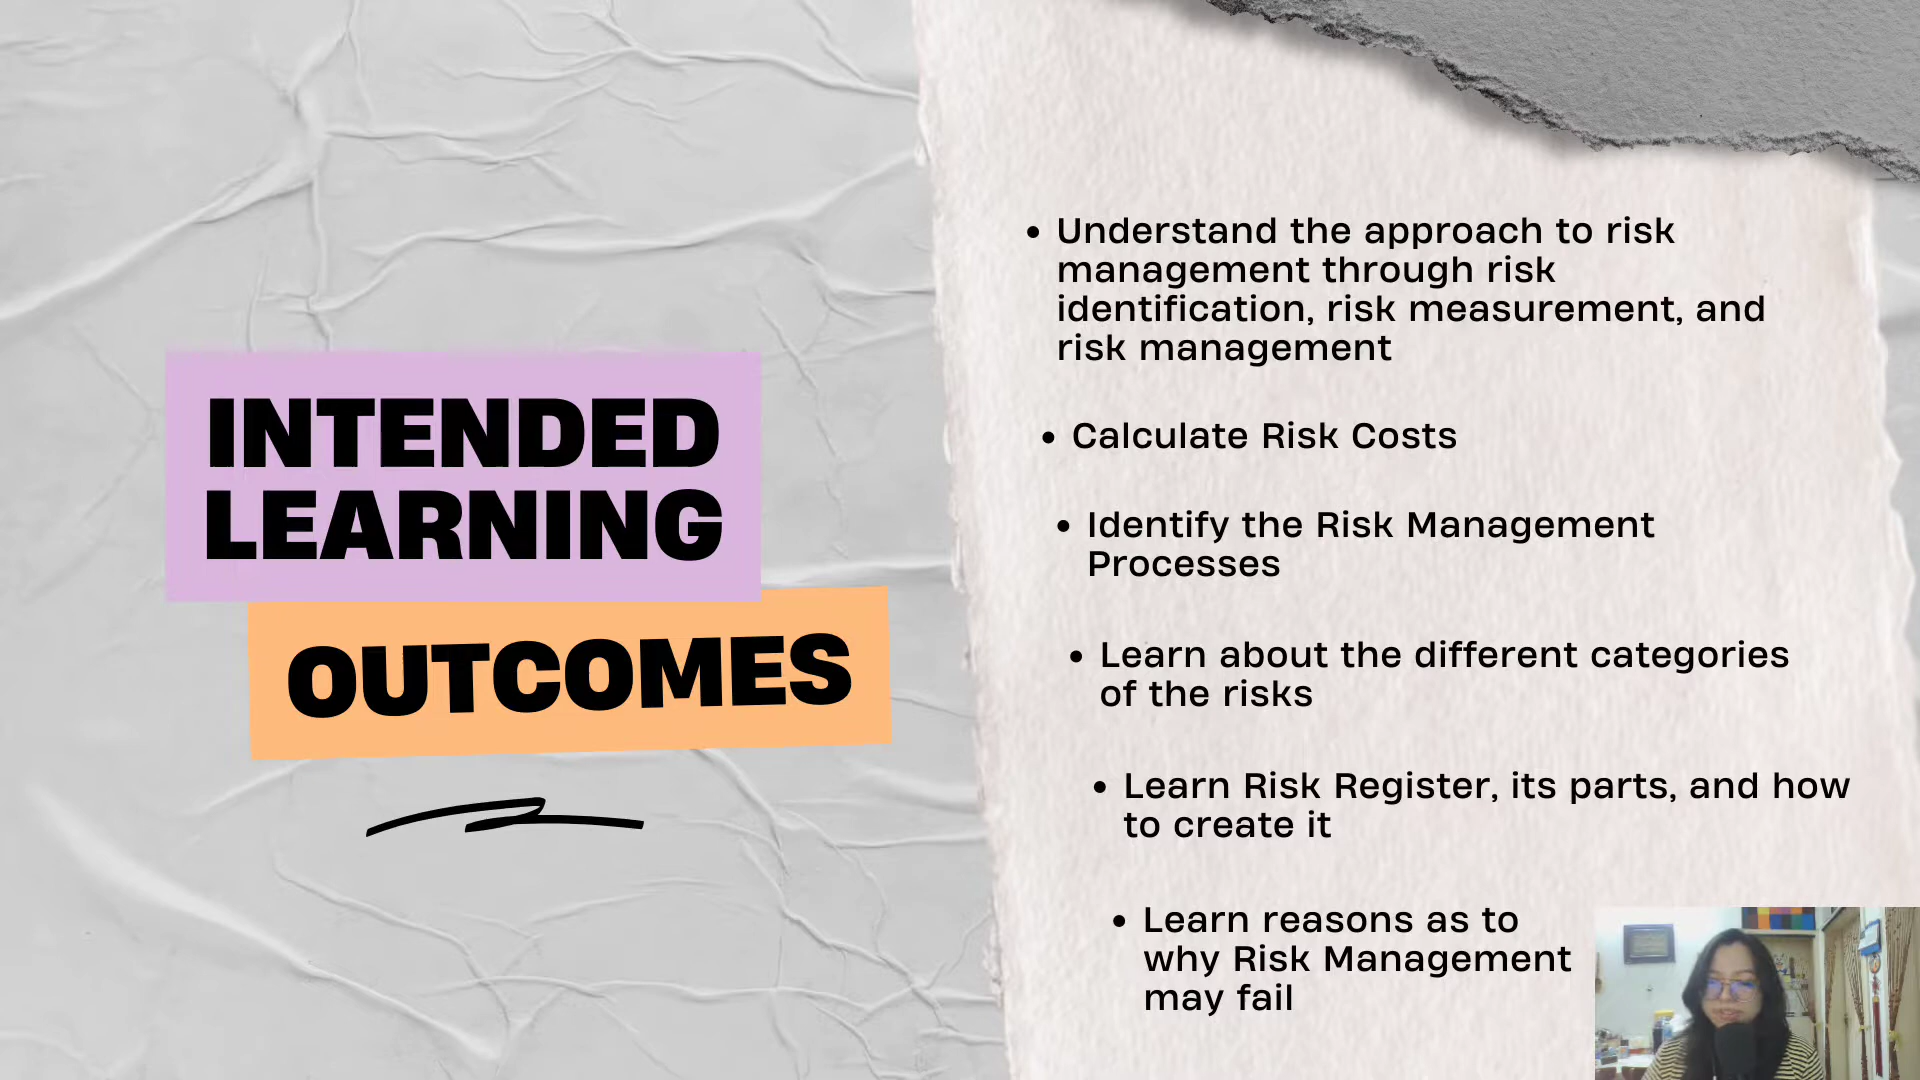 INTENDED
LEARNING
OUTCOMES
• Understand the approach to risk
management through risk
identification, risk measurement, and
risk management
• Calculate Risk Costs
• Identify the Risk Management
Processes
• Learn about the different categories
of the risks
• Learn Risk Register, its parts, and how
to create it
• Learn reasons as to
why Risk Management
may fail